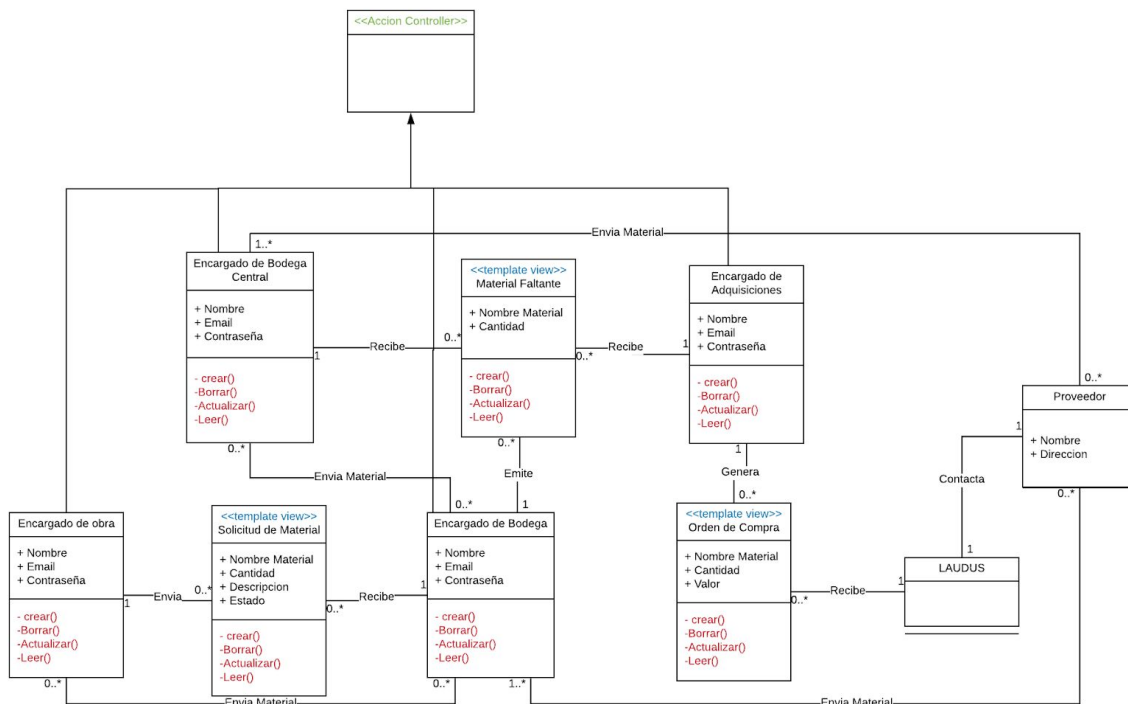 <<Accion Controller>>
Envia Material
1..*
Encargado de Bodega
Central
+ Nombre
+ Email
+ Contraseña
- crear()
-Borrar()
-Actualizar()
-Leer()
1
Recibe
0..*
<<template view>>
Material Faltante
+ Nombre Material
+ Cantidad
- crear()
-Borrar()
-Actualizar()
-Leer()
0..*
Recibe
1
Encargado de
Adquisiciones
+ Nombre
+ Email
+ Contraseña
- crear()
-Borrar()
-Actualizar()
-Leer()
0..*
Proveedor
+ Nombre
+ Direccion
1
0..*
0..*
Envia Material
0..*
0..*
Emite
1
1
Genera
0..*
Contacta
1
Encargado de obra
+ Nombre
+ Email
+ Contraseña
- crear()
-Borrar()
-Actualizar()
-Leer()
1
Envia
0..*
<<template view>>
Solicitud de Material
+ Nombre Material
+ Cantidad
+ Descripcion
+ Estado
- crear()
-Borrar()
-Actualizar()
-Leer()
0..*
Recibe
1
Encargado de Bodega
+ Nombre
+ Email
+ Contraseña
- crear()
-Borrar()
-Actualizar()
-Leer()
<<template view>>
Orden de Compra
+ Nombre Material
+ Cantidad
+ Valor
- crear()
-Borrar()
-Actualizar()
-Leer()
0..*
Recibe
1
LAUDUS
0..*
Envia Material
0..*
1..*
Envia Material